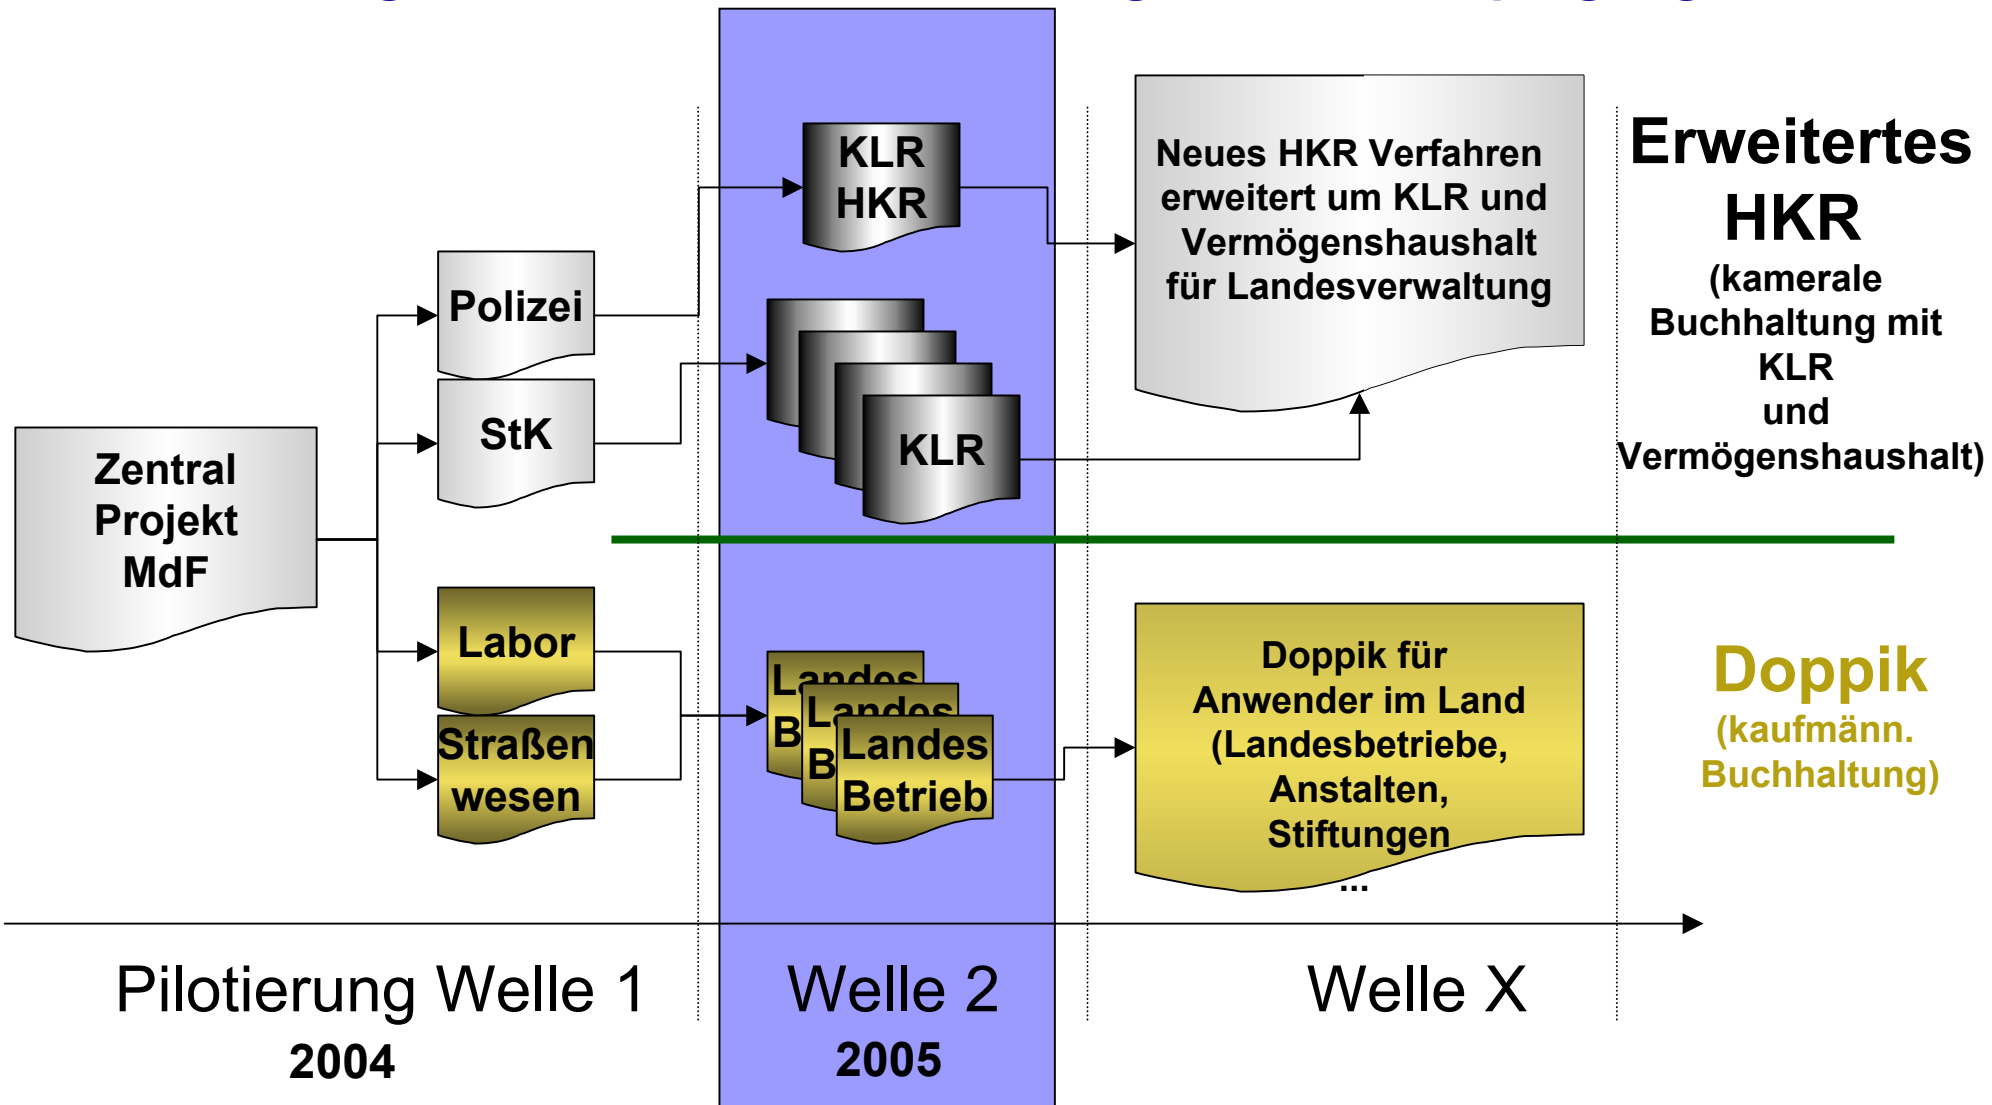 Zentral
Projekt
MdF
Polizei
StK
Labor
Straßen
wesen
KLR
HKR
KLR
Landes
B
Landes
B
Landes
Betrieb
Neues HKR Verfahren
erweitert um KLR und
Vermögenshaushalt
für Landesverwaltung
Doppik für
Anwender im Land
(Landesbetriebe,
Anstalten,
Stiftungen
...
Erweitertes
HKR
(kamerale
Buchhaltung mit
KLR
und
Vermögenshaushalt)
Doppik
(kaufmänn.
Buchhaltung)
Pilotierung Welle 1
2004
Welle 2
2005
Welle X